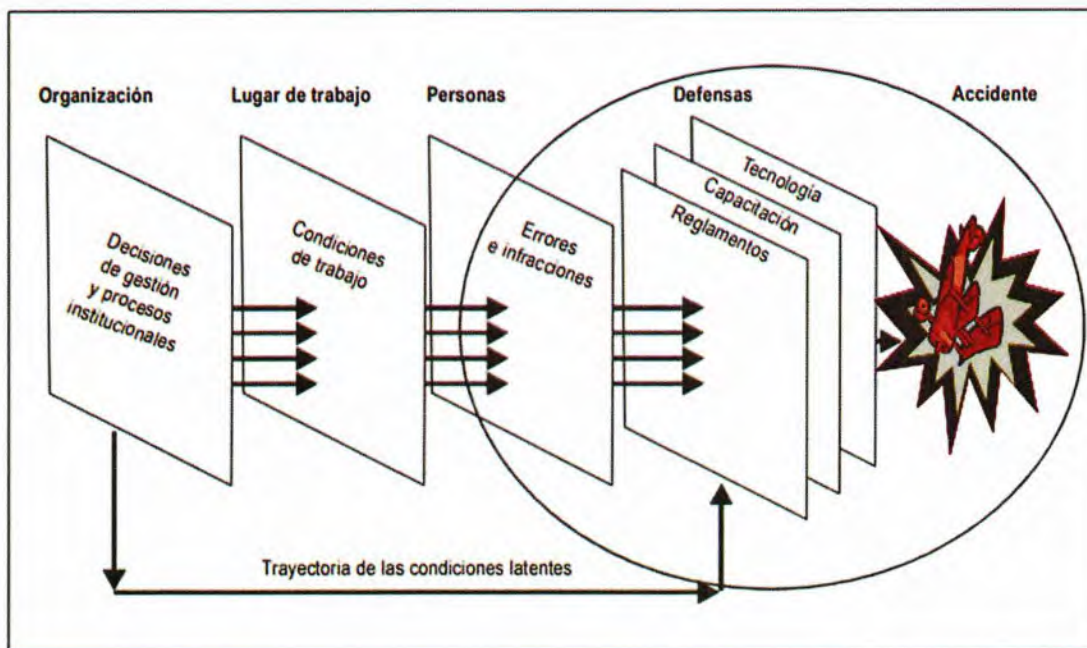 Organización
Lugar de trabajo
Personas
Defensas
Accidente
Decisiones
de gestión
y procesos
institucionales
Condiciones
de trabajo
Errores
e infracciones
Tecnología
Capacitación
Reglamentos
Trayectoria de las condiciones latentes